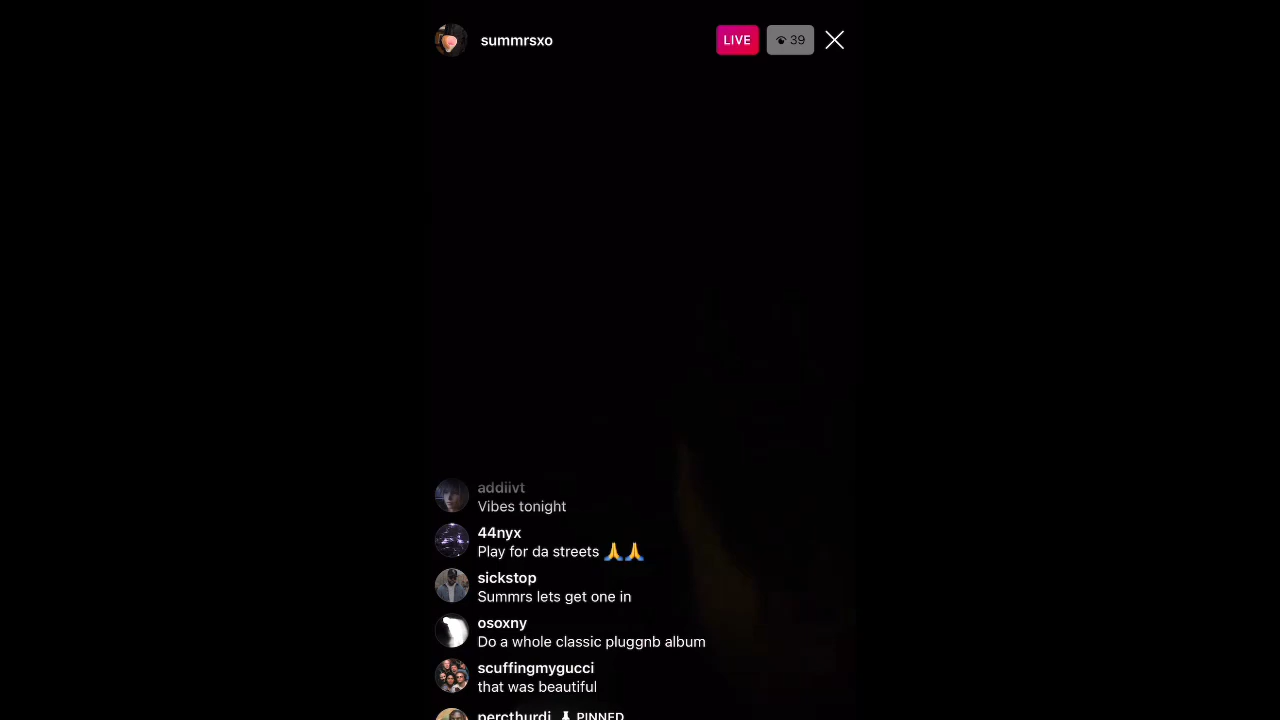 summrsxo LIVE 39
addiivt
Vibes tonight
44nyx
Play for da streets 🙏🙏
sickstop
Summrs lets get one in
osoxny
Do a whole classic pluggnb album
scuffingmygucci
that was beautiful
percthurdi PINNED